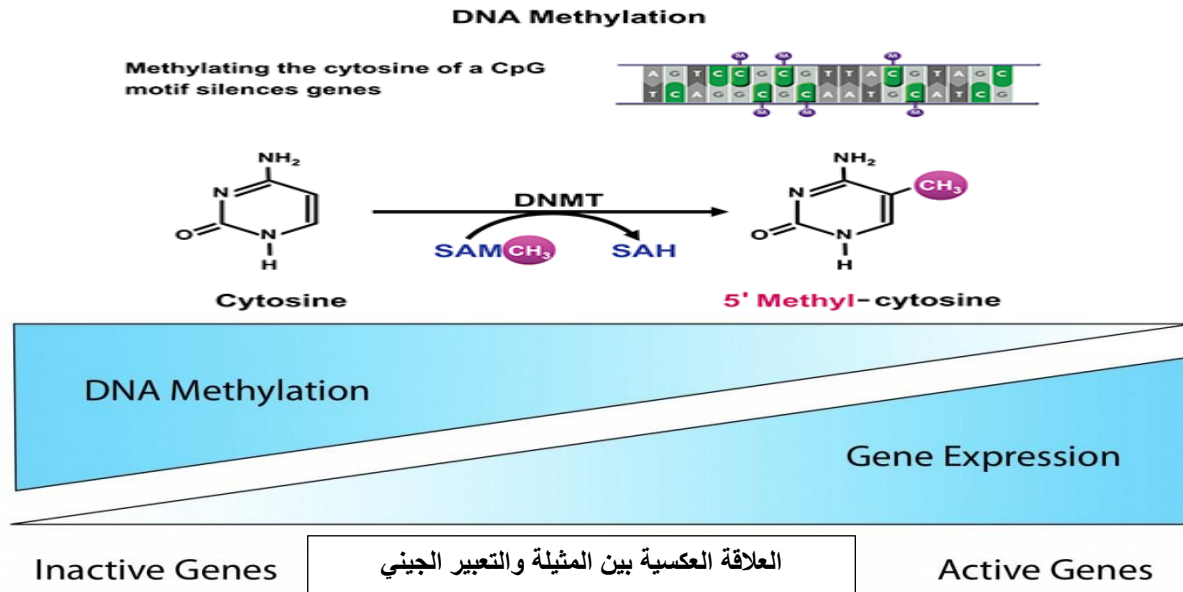 DNA Methylation
Methylating the cytosine of a CpG
motif silences genes
M M M
A G T C C G C G T T A C G T A G C
T C A G G C G C A A T G C A T C G
M M M
NH₂
N
O
N
H
Cytosine
DNMT
SAM CH₃
SAH
NH₂
CH₃
N
O
N
H
5' Methyl-cytosine
DNA Methylation
Gene Expression
Inactive Genes
العلاقة العكسية بين المثيلة والتعبير الجيني
Active Genes